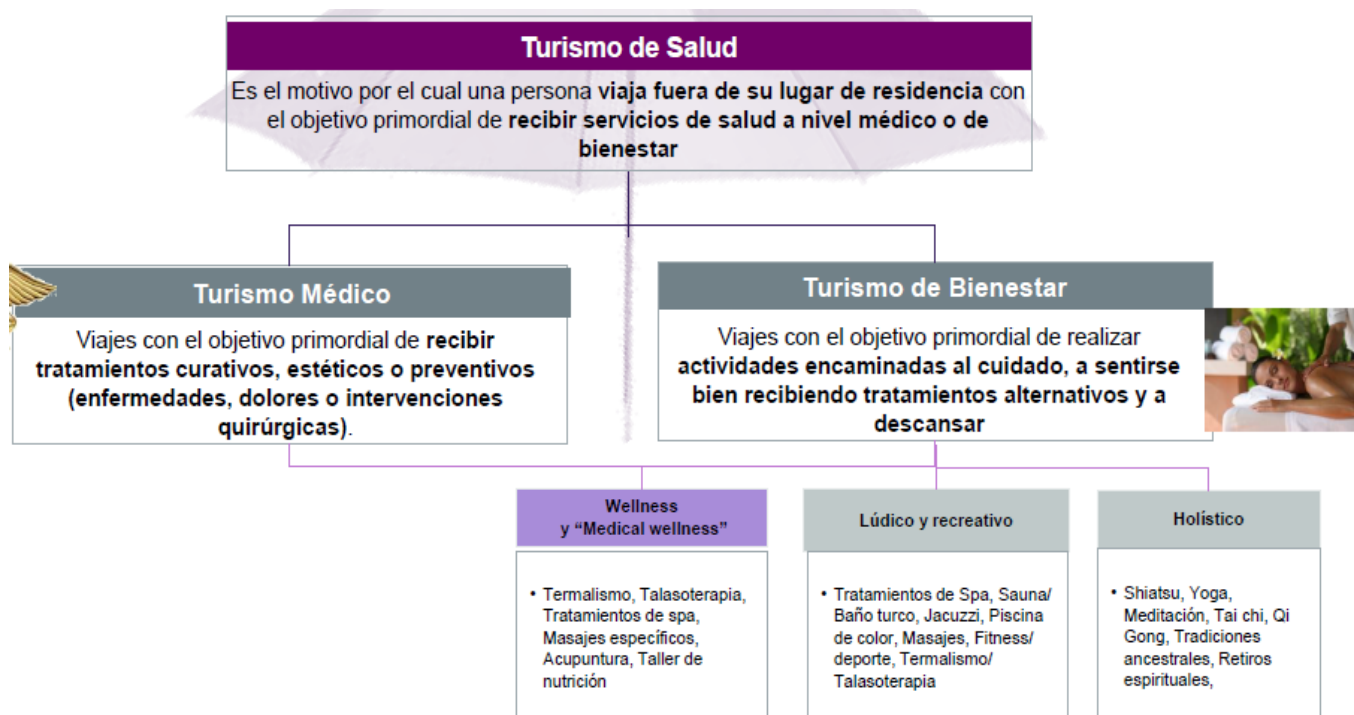 Turismo de Salud
Es el motivo por el cual una persona viaja fuera de su lugar de residencia con
el objetivo primordial de recibir servicios de salud a nivel médico o de
bienestar
Turismo Médico
Viajes con el objetivo primordial de recibir
tratamientos curativos, estéticos o preventivos
(enfermedades, dolores o intervenciones
quirúrgicas).
Turismo de Bienestar
Viajes con el objetivo primordial de realizar
actividades encaminadas al cuidado, a sentirse
bien recibiendo tratamientos alternativos y a
descansar
Wellness
y “Medical wellness”
• Termalismo, Talasoterapia,
Tratamientos de spa,
Masajes específicos,
Acupuntura, Taller de
nutrición
Lúdico y recreativo
• Tratamientos de Spa, Sauna/
Baño turco, Jacuzzi, Piscina
de color, Masajes, Fitness/
deporte, Termalismo/
Talasoterapia
Holístico
• Shiatsu, Yoga,
Meditación, Tai chi, Qi
Gong, Tradiciones
ancestrales, Retiros
espirituales,